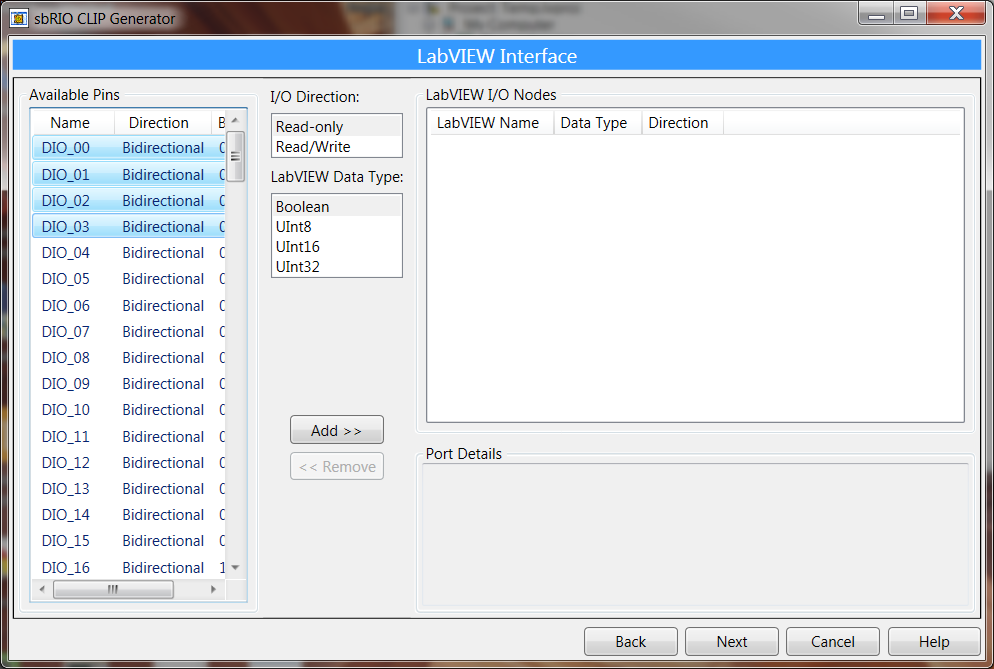 sbRIO CLIP Generator
LabVIEW Interface
Available Pins
Name Direction B
DIO_00 Bidirectional 0
DIO_01 Bidirectional 0
DIO_02 Bidirectional 0
DIO_03 Bidirectional 0
DIO_04 Bidirectional 0
DIO_05 Bidirectional 0
DIO_06 Bidirectional 0
DIO_07 Bidirectional 0
DIO_08 Bidirectional 0
DIO_09 Bidirectional 0
DIO_10 Bidirectional 0
DIO_11 Bidirectional 0
DIO_12 Bidirectional 0
DIO_13 Bidirectional 0
DIO_14 Bidirectional 0
DIO_15 Bidirectional 0
DIO_16 Bidirectional 1
I/O Direction:
Read-only
Read/Write
LabVIEW Data Type:
Boolean
UInt8
UInt16
UInt32
Add >>
<< Remove
LabVIEW I/O Nodes
LabVIEW Name Data Type Direction
Port Details
Back Next Cancel Help